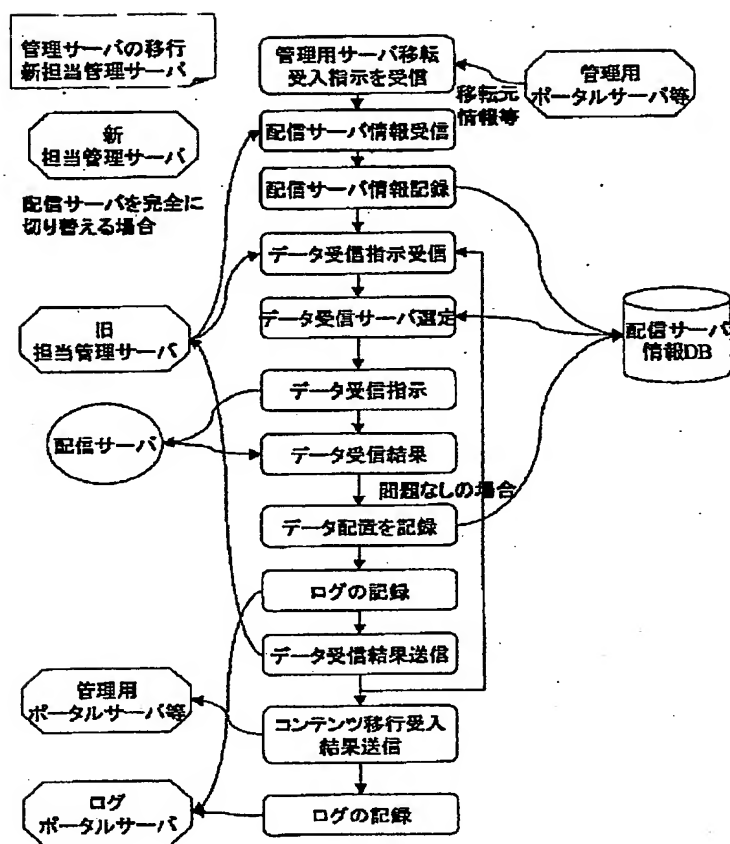 管理サーバの移行
新担当管理サーバ
管理用サーバ移転
受入指示を受信
管理用
ポータルサーバ等
移転元
情報等
新
担当管理サーバ
配信サーバ情報受信
配信サーバを完全に
切り替える場合
配信サーバ情報記録
データ受信指示受信
旧
担当管理サーバ
データ受信サーバ選定
配信サーバ
情報DB
データ受信指示
配信サーバ
データ受信結果
問題なしの場合
データ配置を記録
ログの記録
データ受信結果送信
管理用
ポータルサーバ等
コンテンツ移行受入
結果送信
ログ
ポータルサーバ
ログの記録